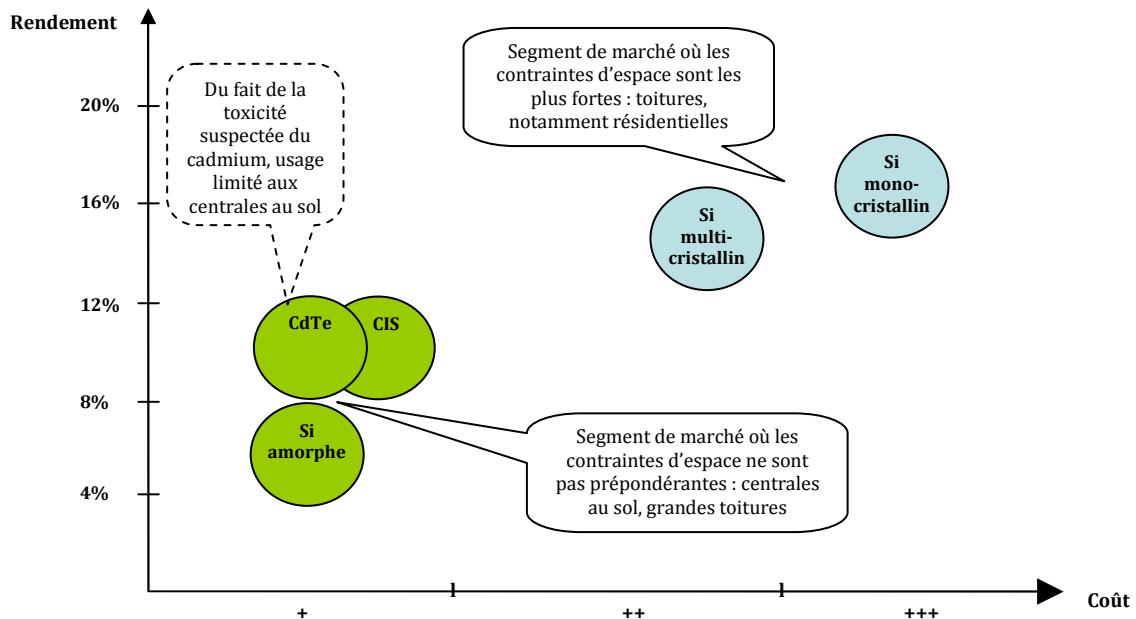 Rendement
Segment de marché où les
contraintes d'espace sont les
plus fortes : toitures,
notamment résidentielles
Du fait de la
toxicité
suspectée du
cadmium, usage
limité aux
centrales au sol
20%
16%
12%
8%
4%
Si
mono-
cristallin
Si
multi-
cristallin
CdTe
CIS
Si
amorphe
Segment de marché où les
contraintes d'espace ne sont
pas prépondérantes : centrales
au sol, grandes toitures
Coût
+
++
+++